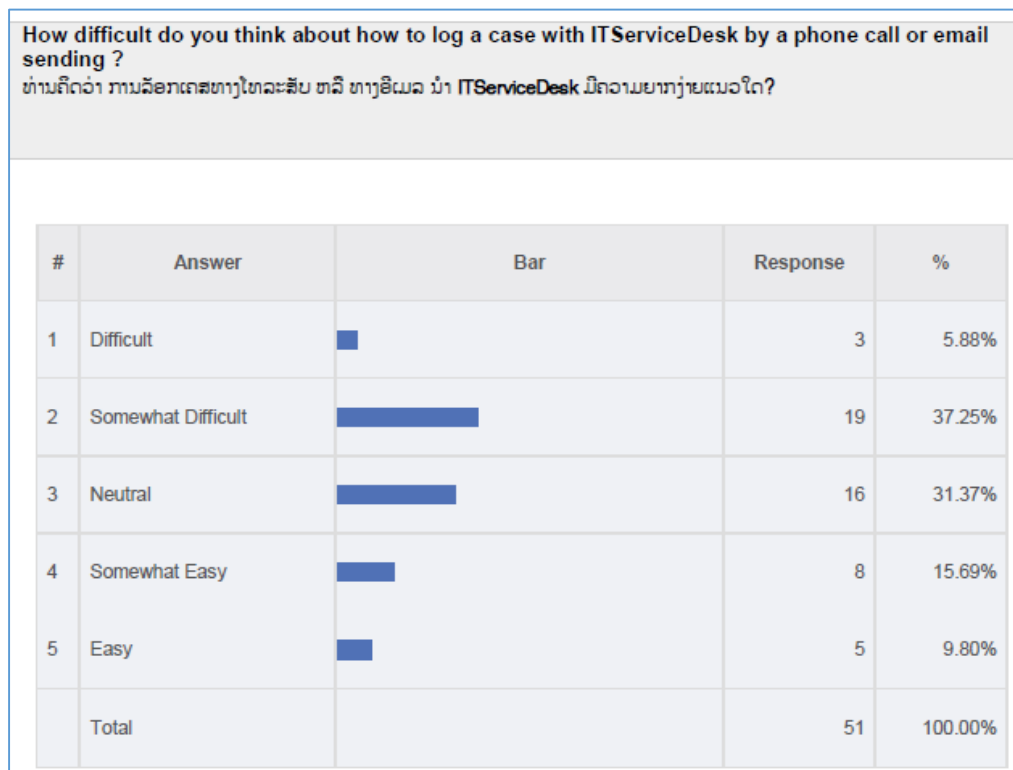 How difficult do you think about how to log a case with ITServiceDesk by a phone call or email
sending ?
ທ່ານຄິດວ່າ ການລັອກເຄສທາງໂທລະສັບ ຫລື ທາງອີເມລ ນຳ ITServiceDesk ມີຄວາມຍາກງ່າຍແນວໃດ?
# Answer Bar Response %
1 Difficult 3 5.88%
2 Somewhat Difficult 19 37.25%
3 Neutral 16 31.37%
4 Somewhat Easy 8 15.69%
5 Easy 5 9.80%
Total 51 100.00%